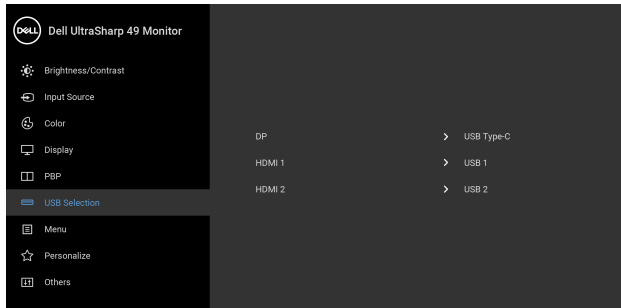 DELL Dell UltraSharp 49 Monitor
Brightness/Contrast
Input Source
Color
Display
PBP
USB Selection
Menu
Personalize
Others
DP > USB Type-C
HDMI 1 > USB 1
HDMI 2 > USB 2